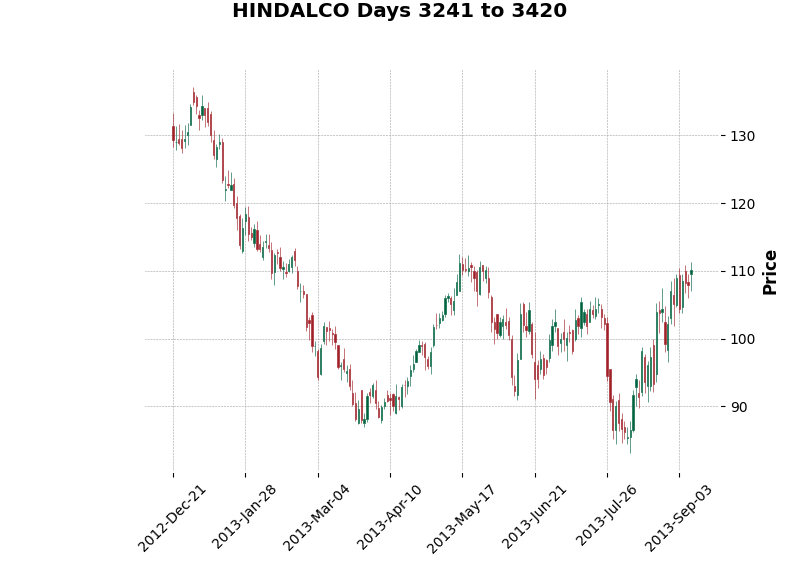 HINDALCO Days 3241 to 3420
130
120
110
100
90
Price
2012-Dec-21
2013-Jan-28
2013-Mar-04
2013-Apr-10
2013-May-17
2013-Jun-21
2013-Jul-26
2013-Sep-03